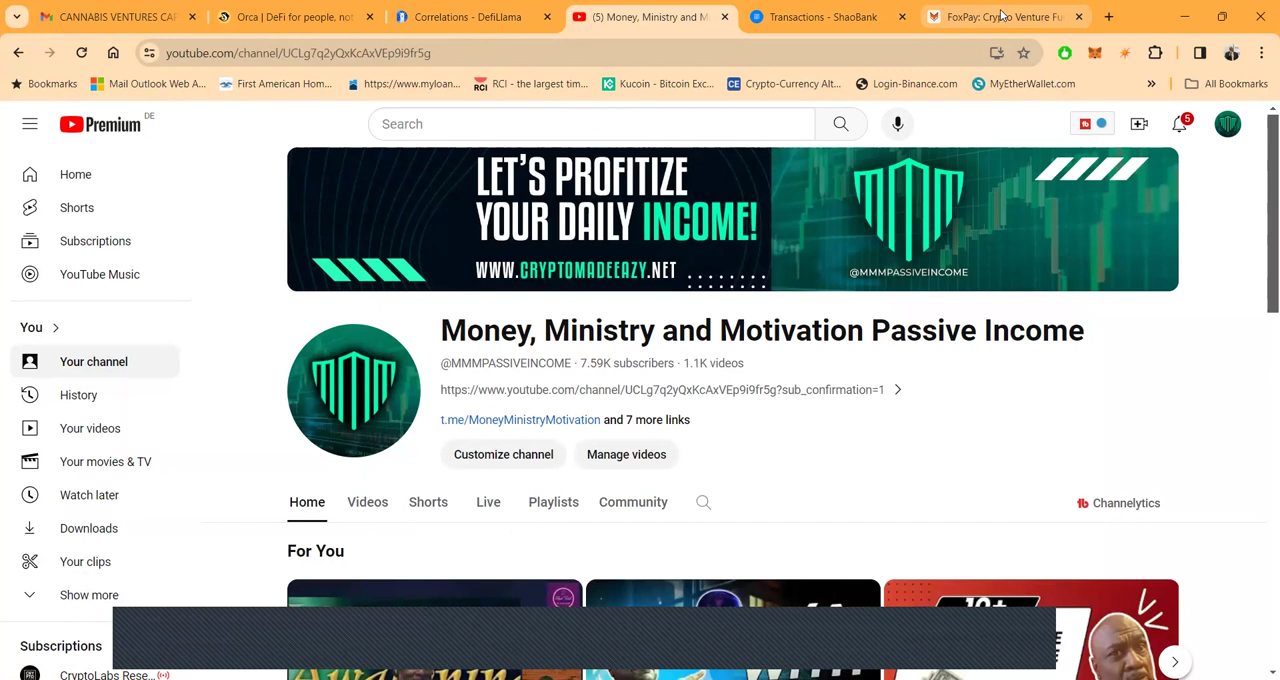 CANNABIS VENTURES CAP
Orca | DeFi for people, not
Correlations - DefiLlama
(5) Money, Ministry and M
Transactions - ShaoBank
FoxPay: Crypto Venture Fu
youtube.com/channel/UCLg7q2yQxKcAxVEp9i9fr5g
Bookmarks
Mail Outlook Web A...
First American Hom...
https://www.myloan...
RCI - the largest tim...
Kucoin - Bitcoin Exc...
Crypto-Currency Alt...
Login-Binance.com
MyEtherWallet.com
»
All Bookmarks
Premium DE
Search
5
Home
Shorts
Subscriptions
YouTube Music
You
Your channel
History
Your videos
Your movies & TV
Watch later
Downloads
Your clips
Show more
Subscriptions
CryptoLabs Rese...
LET'S PROFITIZE
YOUR DAILY INCOME!
WWW.CRYPTOMADEEAZY.NET
@MMMPASSIVEINCOME
Money, Ministry and Motivation Passive Income
@MMMPASSIVEINCOME · 7.59K subscribers · 1.1K videos
https://www.youtube.com/channel/UCLg7q2yQxKcAxVEp9i9fr5g?sub_confirmation=1
t.me/MoneyMinistryMotivation and 7 more links
Customize channel
Manage videos
Home
Videos
Shorts
Live
Playlists
Community
Channelytics
For You